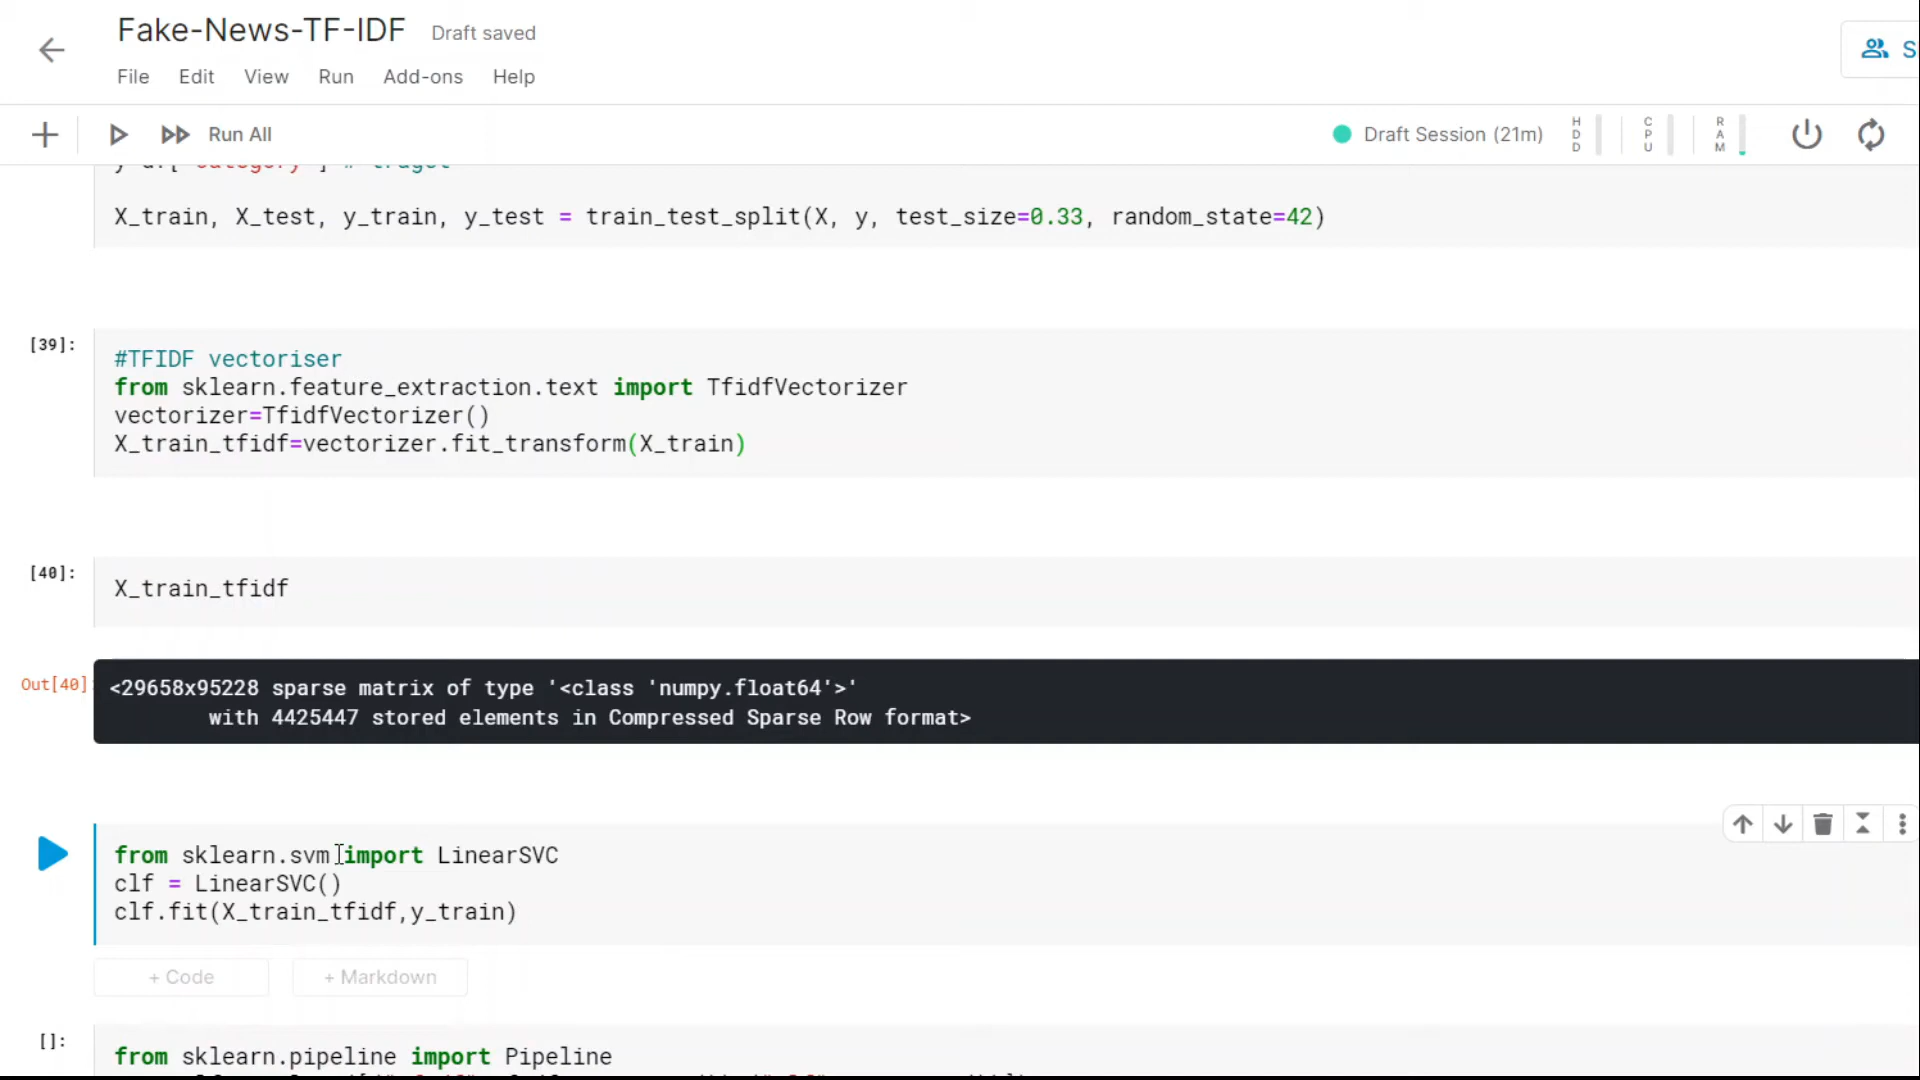 Fake-News-TF-IDF Draft saved
File Edit View Run Add-ons Help
S
Run All
Draft Session (21m)
HDD
CPU
RAM
X_train, X_test, y_train, y_test = train_test_split(X, y, test_size=0.33, random_state=42)
[39]:
#TFIDF vectoriser
from sklearn.feature_extraction.text import TfidfVectorizer
vectorizer=TfidfVectorizer()
X_train_tfidf=vectorizer.fit_transform(X_train)
[40]:
X_train_tfidf
Out[40]
<29658x95228 sparse matrix of type '<class 'numpy.float64'>'
with 4425447 stored elements in Compressed Sparse Row format>
from sklearn.svm import LinearSVC
clf = LinearSVC()
clf.fit(X_train_tfidf,y_train)
+ Code + Markdown
[]:
from sklearn.pipeline import Pipeline